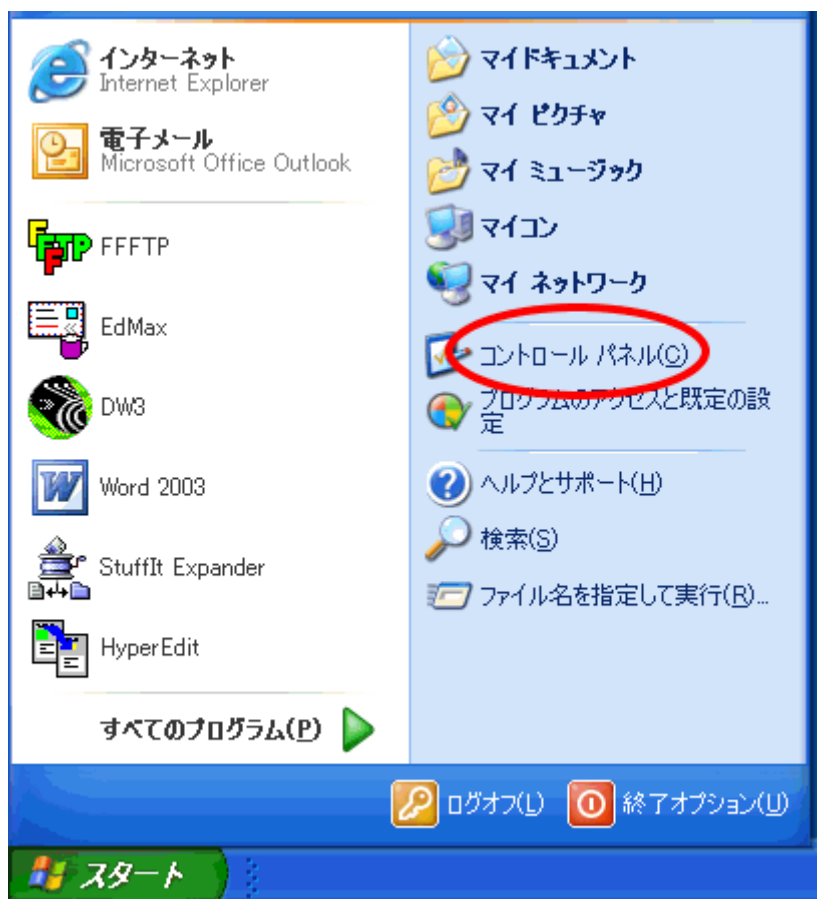 インターネット
Internet Explorer
電子メール
Microsoft Office Outlook
FFFTP
EdMax
DW3
Word 2003
StuffIt Expander
HyperEdit
すべてのプログラム(P)
マイドキュメント
マイ ピクチャ
マイ ミュージック
マイコン
マイ ネットワーク
コントロール パネル(C)
プログラムのアクセスと既定の設
定
ヘルプとサポート(H)
検索(S)
ファイル名を指定して実行(R)...
ログオフ(L)
終了オプション(U)
スタート